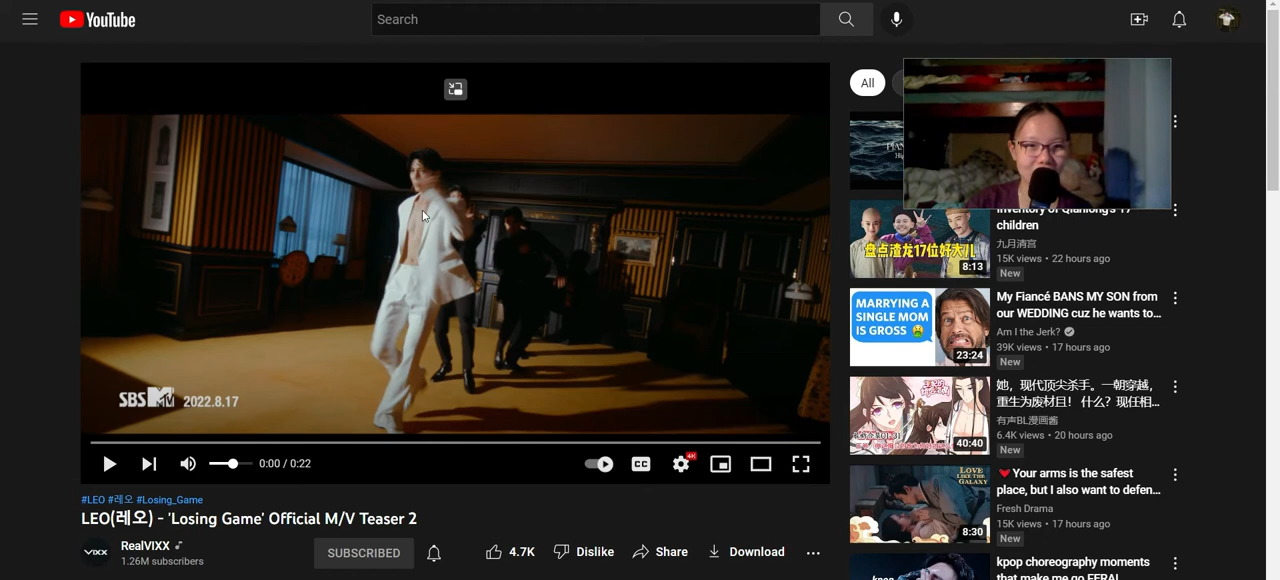 YouTube
Search
SBS MTV 2022.8.17
0:00 / 0:22
CC
4K
#LEO #레오 #Losing_Game
LEO(레오) - 'Losing Game' Official M/V Teaser 2
VIXX
RealVIXX
1.26M subscribers
SUBSCRIBED
4.7K
Dislike
Share
Download
All
Inventory of Qianlong's 17
children
九月清宫
15K views • 22 hours ago
New
盘点渣龙17位好大儿
8:13
My Fiancé BANS MY SON from
our WEDDING cuz he wants to...
Am I the Jerk?
39K views • 17 hours ago
New
MARRYING A
SINGLE MOM
IS GROSS
23:24
她，现代顶尖杀手。一朝穿越，
重生为废材且！ 什么？现任相...
有声BL漫画酱
6.4K views • 20 hours ago
New
40:40
Your arms is the safest
place, but I also want to defen...
Fresh Drama
15K views • 17 hours ago
New
LOVE
LIKE THE
GALAXY
8:30
kpop choreography moments
that make me go FERAL